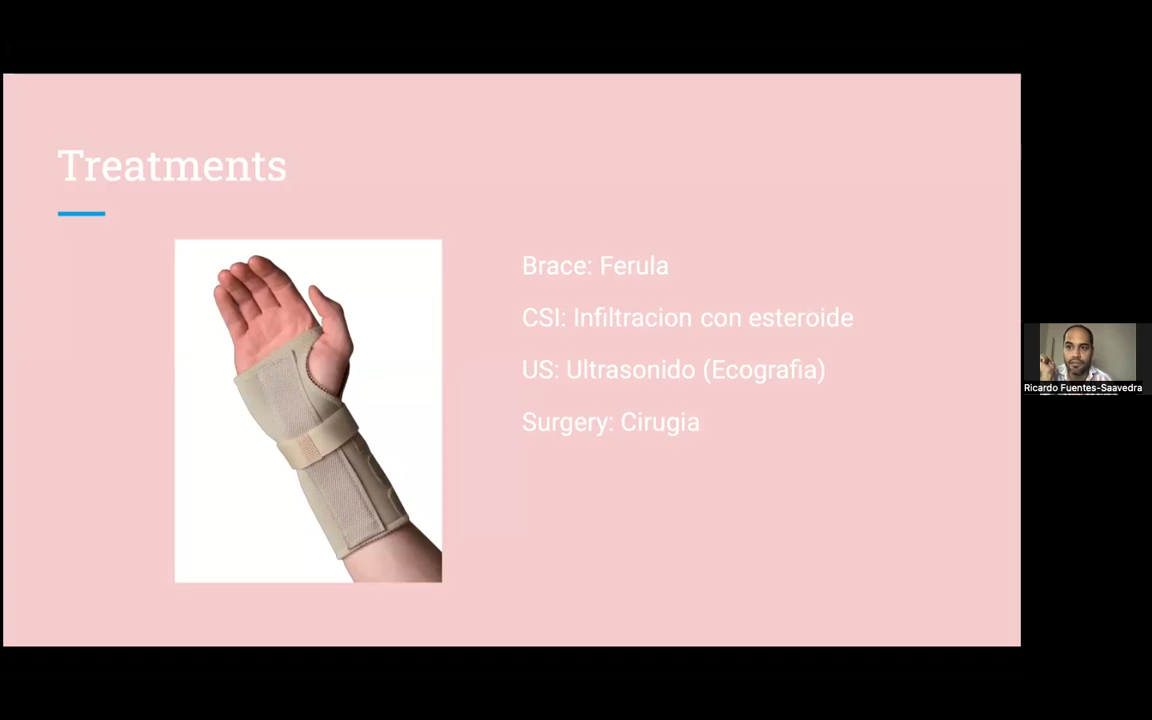 Treatments
Brace: Ferula
CSI: Infiltracion con esteroide
US: Ultrasonido (Ecografia)
Surgery: Cirugia
Ricardo Fuentes-Saavedra